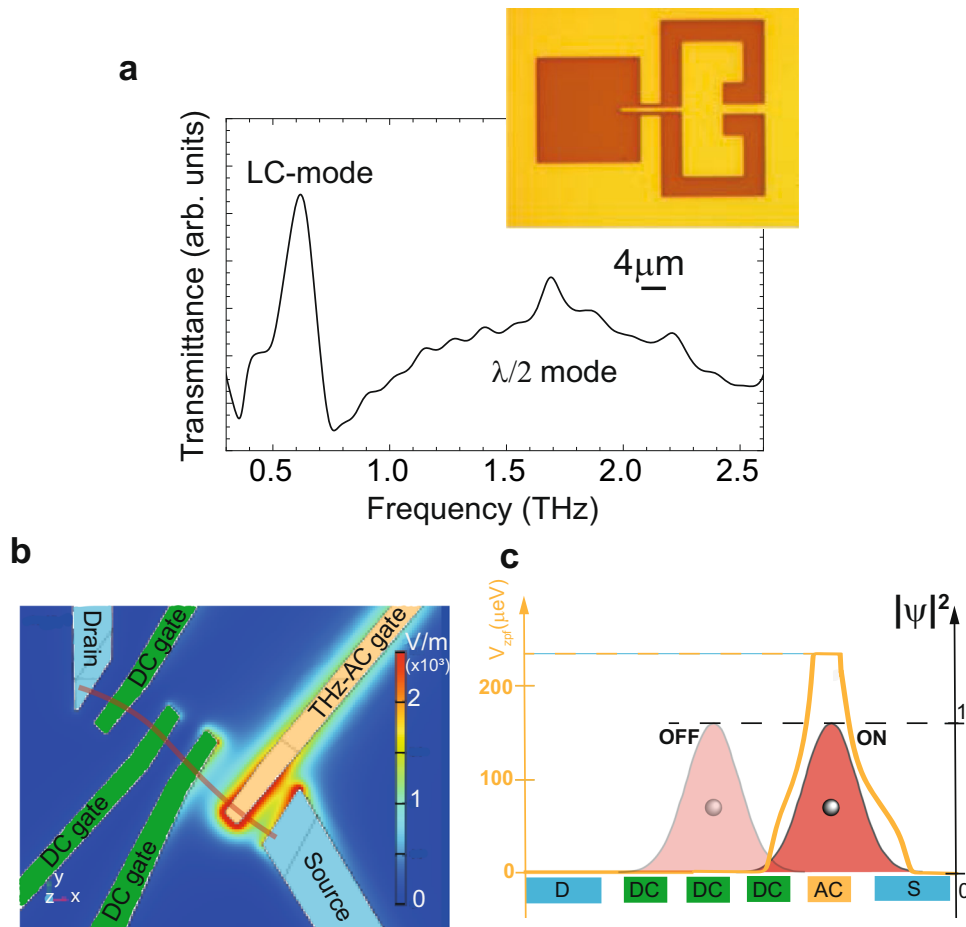 a
LC-mode
λ/2 mode
4μm
Transmittance (arb. units)
0.5 1.0 1.5 2.0 2.5
Frequency (THz)
b
Drain
DC gate
THz-AC gate
V/m
(x10³)
2
1
0
DC gate
DC gate
Source
y
z x
c
V_zpf(μeV)
|ψ|²
200
100
0
1
0
OFF
ON
D DC DC DC AC S